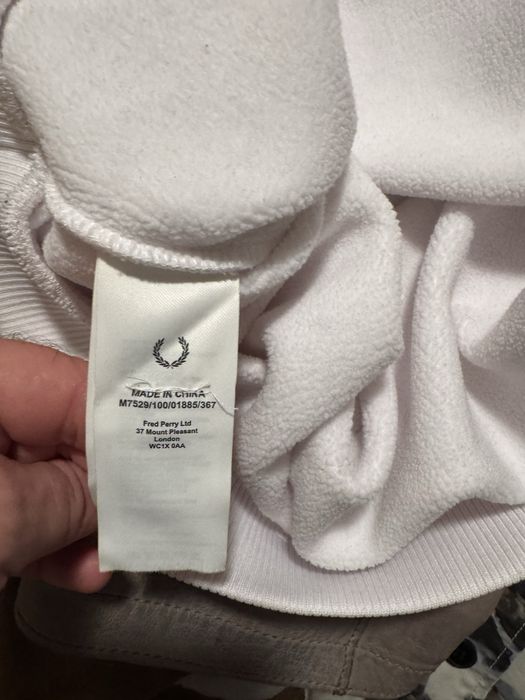 MADE IN CHINA
M7529/100/01885/367
Fred Perry Ltd
37 Mount Pleasant
London
WC1X 0AA